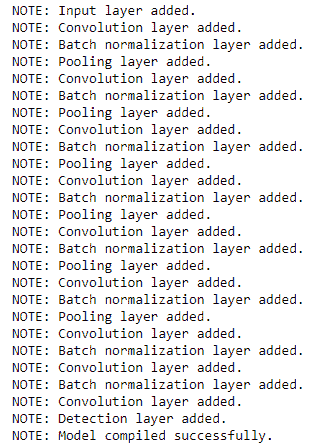 NOTE: Input layer added.
NOTE: Convolution layer added.
NOTE: Batch normalization layer added.
NOTE: Pooling layer added.
NOTE: Convolution layer added.
NOTE: Batch normalization layer added.
NOTE: Pooling layer added.
NOTE: Convolution layer added.
NOTE: Batch normalization layer added.
NOTE: Pooling layer added.
NOTE: Convolution layer added.
NOTE: Batch normalization layer added.
NOTE: Pooling layer added.
NOTE: Convolution layer added.
NOTE: Batch normalization layer added.
NOTE: Pooling layer added.
NOTE: Convolution layer added.
NOTE: Batch normalization layer added.
NOTE: Pooling layer added.
NOTE: Convolution layer added.
NOTE: Batch normalization layer added.
NOTE: Convolution layer added.
NOTE: Batch normalization layer added.
NOTE: Convolution layer added.
NOTE: Detection layer added.
NOTE: Model compiled successfully.